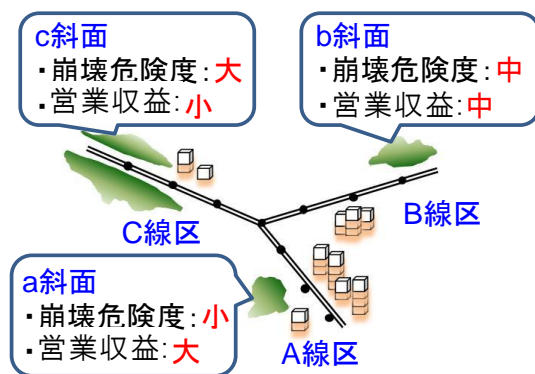 c斜面
・崩壊危険度：大
・営業収益：小
b斜面
・崩壊危険度：中
・営業収益：中
C線区
B線区
a斜面
・崩壊危険度：小
・営業収益：大
A線区